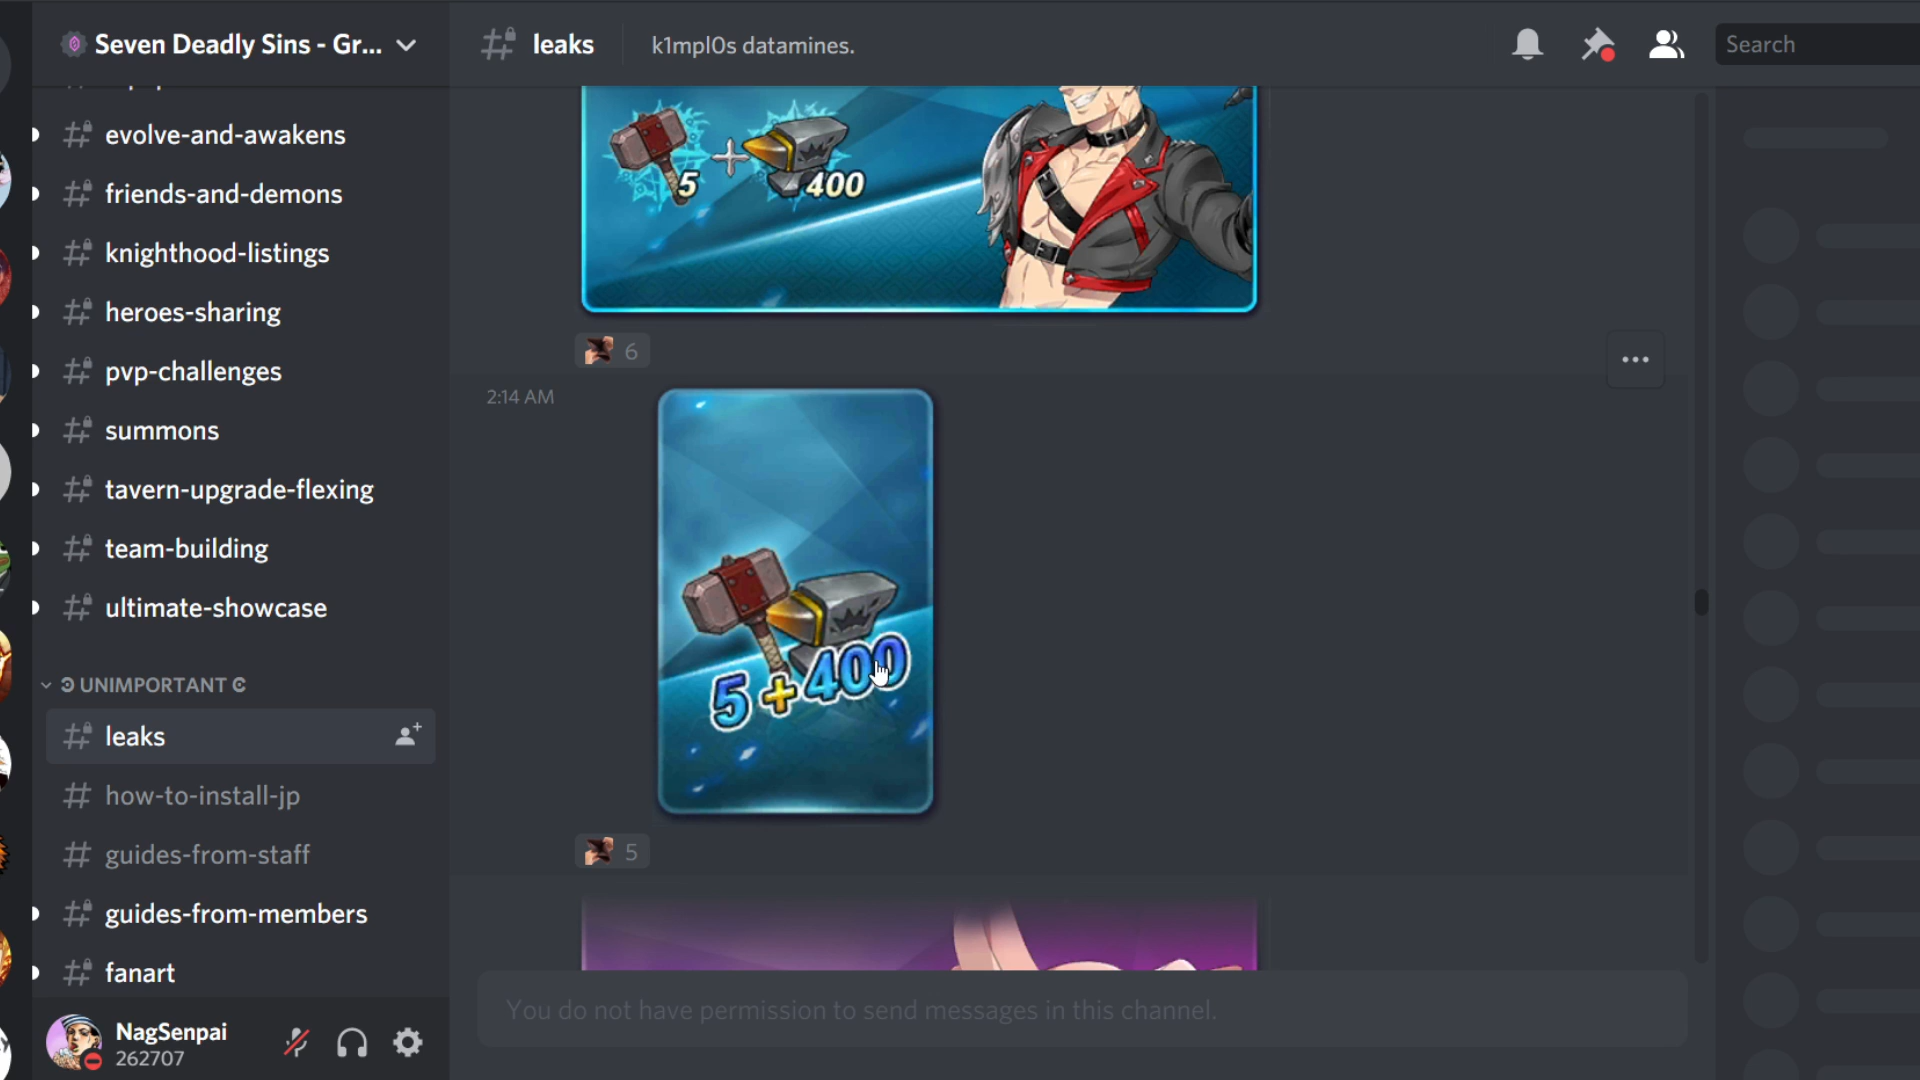 Seven Deadly Sins - Gr...
evolve-and-awakens
friends-and-demons
knighthood-listings
heroes-sharing
pvp-challenges
summons
tavern-upgrade-flexing
team-building
ultimate-showcase
UNIMPORTANT
leaks
how-to-install-jp
guides-from-staff
guides-from-members
fanart
NagSenpai
262707
leaks
k1mpl0s datamines.
Search
5 + 400
6
2:14 AM
5 + 400
5
You do not have permission to send messages in this channel.